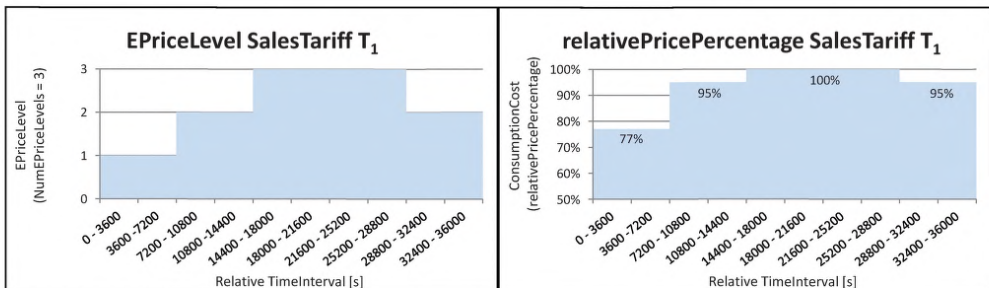 EPriceLevel SalesTariff T1
EPriceLevel
(NumEPriceLevels = 3)
3
2
1
0
0 - 3600
3600 -7200
7200 - 10800
10800 -14400
14400 - 18000
18000 - 21600
21600 - 25200
25200 - 28800
28800 - 32400
32400 - 36000
Relative TimeInterval [s]
relativePricePercentage SalesTariff T1
ConsumptionCost
(relativePricePercentage)
100%
90%
80%
70%
60%
50%
77%
95%
100%
95%
0 - 3600
3600 -7200
7200 - 10800
10800 -14400
14400 - 18000
18000 - 21600
21600 - 25200
25200 - 28800
28800 - 32400
32400 - 36000
Relative TimeInterval [s]